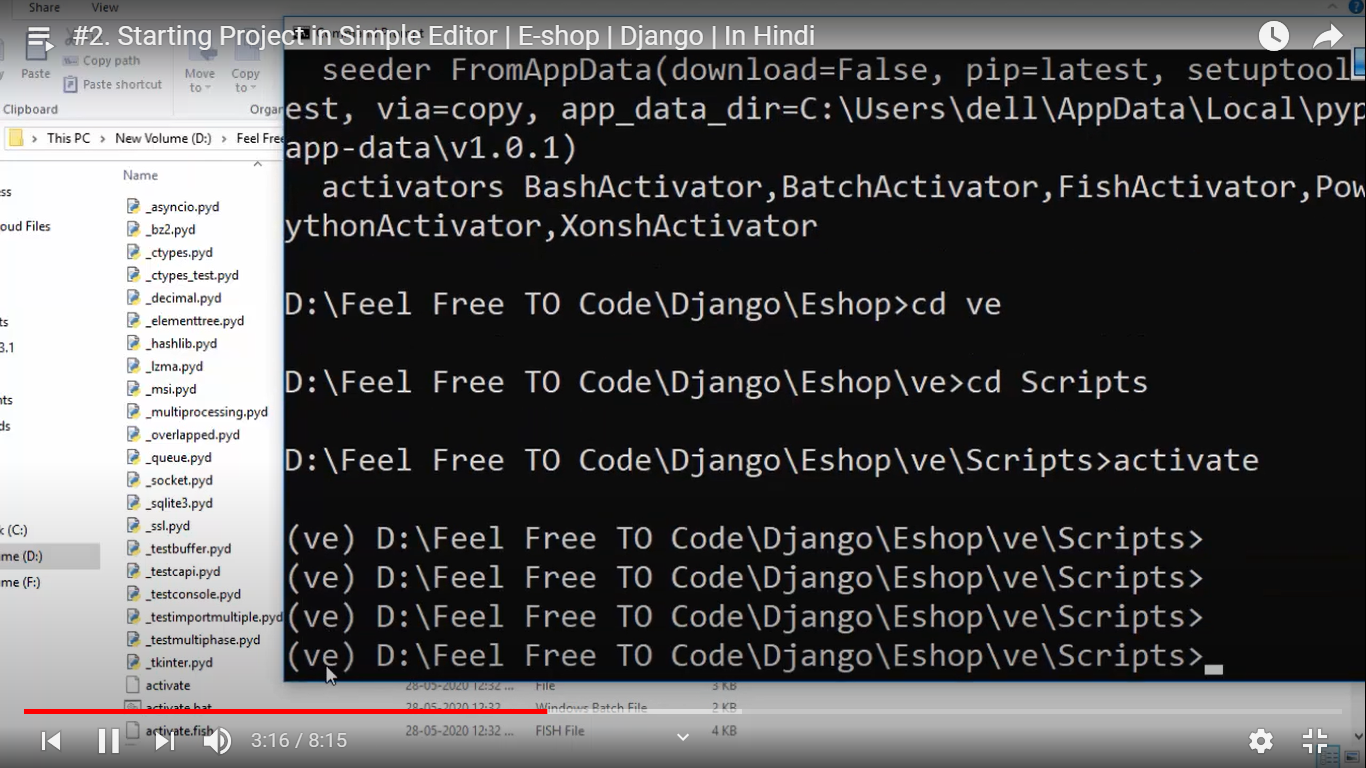 Share View
#2. Starting Project in Simple Editor | E-shop | Django | In Hindi
Paste
Copy path
Paste shortcut
Move to
Copy to
Clipboard
Organ
This PC > New Volume (D:) > Feel Free
Name
ess
oud Files
ts
3.1
nts
ds
k (C:)
me (D:)
me (F:)
_asyncio.pyd
_bz2.pyd
_ctypes.pyd
_ctypes_test.pyd
_decimal.pyd
_elementtree.pyd
_hashlib.pyd
_lzma.pyd
_msi.pyd
_multiprocessing.pyd
_overlapped.pyd
_queue.pyd
_socket.pyd
_sqlite3.pyd
_ssl.pyd
_testbuffer.pyd
_testcapi.pyd
_testconsole.pyd
_testimportmultiple.pyd
_testmultiphase.pyd
_tkinter.pyd
activate 28-05-2020 12:32 ... File 3 KB
activate.bat Windows Batch File 2 KB
activate.fish 28-05-2020 12:32 ... FISH File 4 KB
seeder FromAppData(download=False, pip=latest, setuptool
est, via=copy, app_data_dir=C:\Users\dell\AppData\Local\pyp
app-data\v1.0.1)
activators BashActivator,BatchActivator,FishActivator,Pow
ythonActivator,XonshActivator
D:\Feel Free TO Code\Django\Eshop>cd ve
D:\Feel Free TO Code\Django\Eshop\ve>cd Scripts
D:\Feel Free TO Code\Django\Eshop\ve\Scripts>activate
(ve) D:\Feel Free TO Code\Django\Eshop\ve\Scripts>
(ve) D:\Feel Free TO Code\Django\Eshop\ve\Scripts>
(ve) D:\Feel Free TO Code\Django\Eshop\ve\Scripts>
(ve) D:\Feel Free TO Code\Django\Eshop\ve\Scripts>
3:16 / 8:15